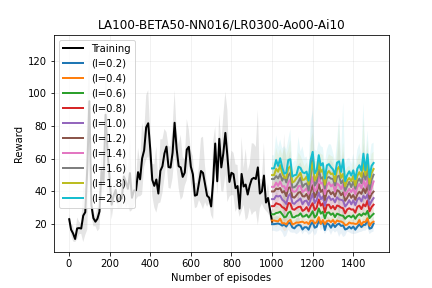 LA100-BETA50-NN016/LR0300-Ao00-Ai10
120
100
80
60
40
20
Reward
Training
(l=0.2)
(l=0.4)
(l=0.6)
(l=0.8)
(l=1.0)
(l=1.2)
(l=1.4)
(l=1.6)
(l=1.8)
(l=2.0)
0 200 400 600 800 1000 1200 1400
Number of episodes